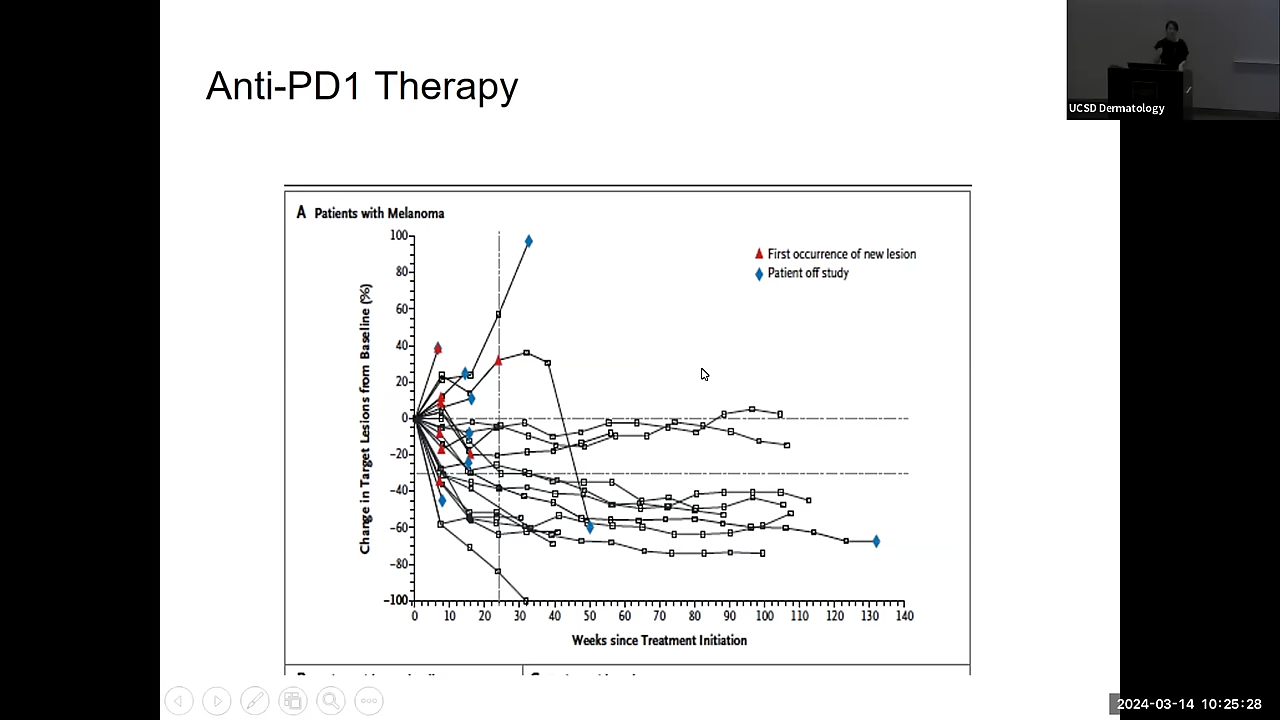 Anti-PD1 Therapy
UCSD Dermatology
A Patients with Melanoma
First occurrence of new lesion
Patient off study
Change in Target Lesions from Baseline (%)
100
80
60
40
20
0
−20
−40
−60
−80
−100
0 10 20 30 40 50 60 70 80 90 100 110 120 130 140
Weeks since Treatment Initiation
2024-03-14 10:25:28